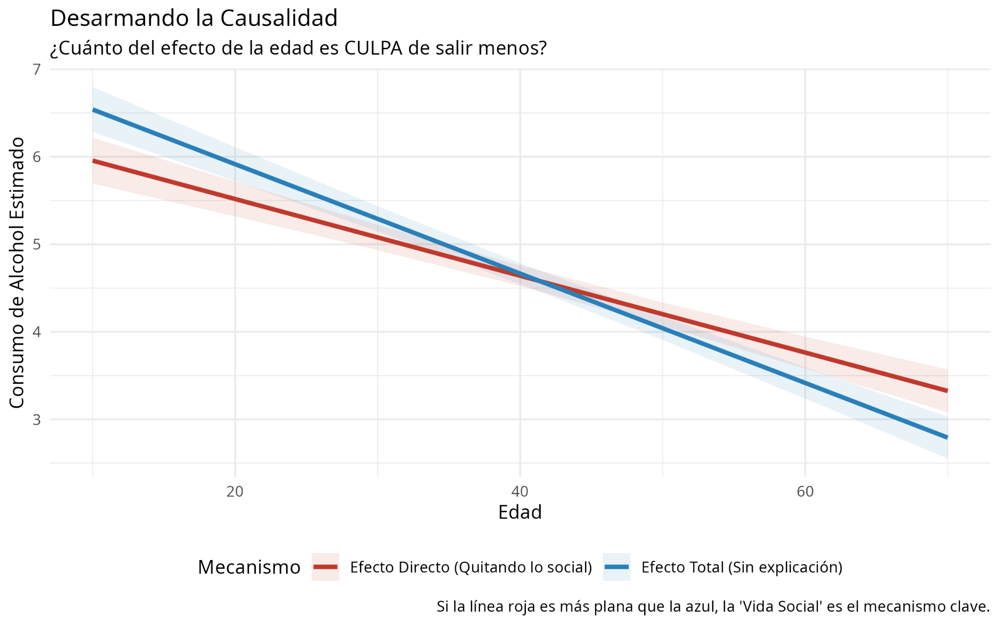 Desarmando la Causalidad
¿Cuánto del efecto de la edad es CULPA de salir menos?
Consumo de Alcohol Estimado
7
6
5
4
3
20
40
60
Edad
Mecanismo
Efecto Directo (Quitando lo social)
Efecto Total (Sin explicación)
Si la línea roja es más plana que la azul, la 'Vida Social' es el mecanismo clave.